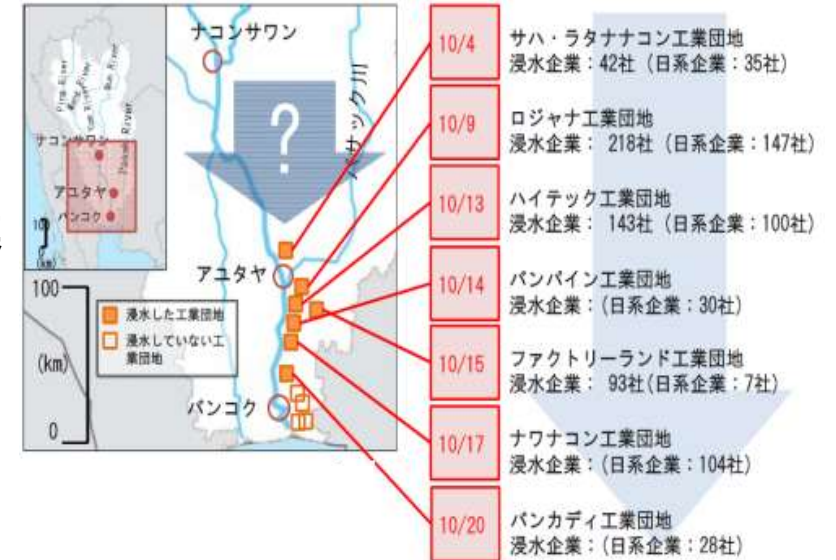 ナコンサワン
パサック川
?
アユタヤ
バンコク
100
(km)
0
浸水した工業団地
浸水していない工
業団地
ナコンサワン
アユタヤ
バンコク
(km)
10/4
サハ・ラタナナコン工業団地
浸水企業：42社（日系企業：35社）
10/9
ロジャナ工業団地
浸水企業： 218社（日系企業：147社）
10/13
ハイテック工業団地
浸水企業： 143社（日系企業：100社）
10/14
バンパイン工業団地
浸水企業：(日系企業：30社)
10/15
ファクトリーランド工業団地
浸水企業： 93社(日系企業：7社)
10/17
ナワナコン工業団地
浸水企業：(日系企業：104社)
10/20
バンカディ工業団地
浸水企業：(日系企業：28社)